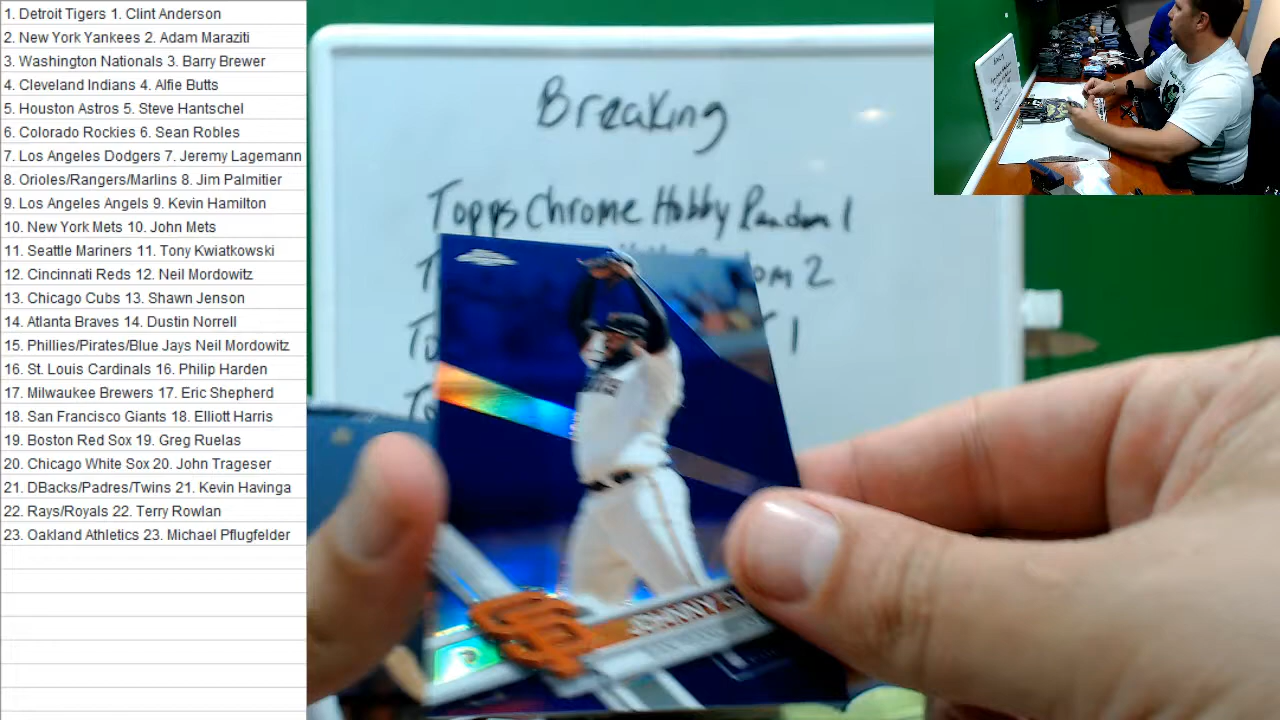 1. Detroit Tigers 1. Clint Anderson
2. New York Yankees 2. Adam Maraziti
3. Washington Nationals 3. Barry Brewer
4. Cleveland Indians 4. Alfie Butts
5. Houston Astros 5. Steve Hantschel
6. Colorado Rockies 6. Sean Robles
7. Los Angeles Dodgers 7. Jeremy Lagemann
8. Orioles/Rangers/Marlins 8. Jim Palmitier
9. Los Angeles Angels 9. Kevin Hamilton
10. New York Mets 10. John Mets
11. Seattle Mariners 11. Tony Kwiatkowski
12. Cincinnati Reds 12. Neil Mordowitz
13. Chicago Cubs 13. Shawn Jenson
14. Atlanta Braves 14. Dustin Norrell
15. Phillies/Pirates/Blue Jays Neil Mordowitz
16. St. Louis Cardinals 16. Philip Harden
17. Milwaukee Brewers 17. Eric Shepherd
18. San Francisco Giants 18. Elliott Harris
19. Boston Red Sox 19. Greg Ruelas
20. Chicago White Sox 20. John Trageser
21. DBacks/Padres/Twins 21. Kevin Havinga
22. Rays/Royals 22. Terry Rowlan
23. Oakland Athletics 23. Michael Pflugfelder
Breaking
Topps Chrome Hobby Random 1
2
1
SF
JOHNNY